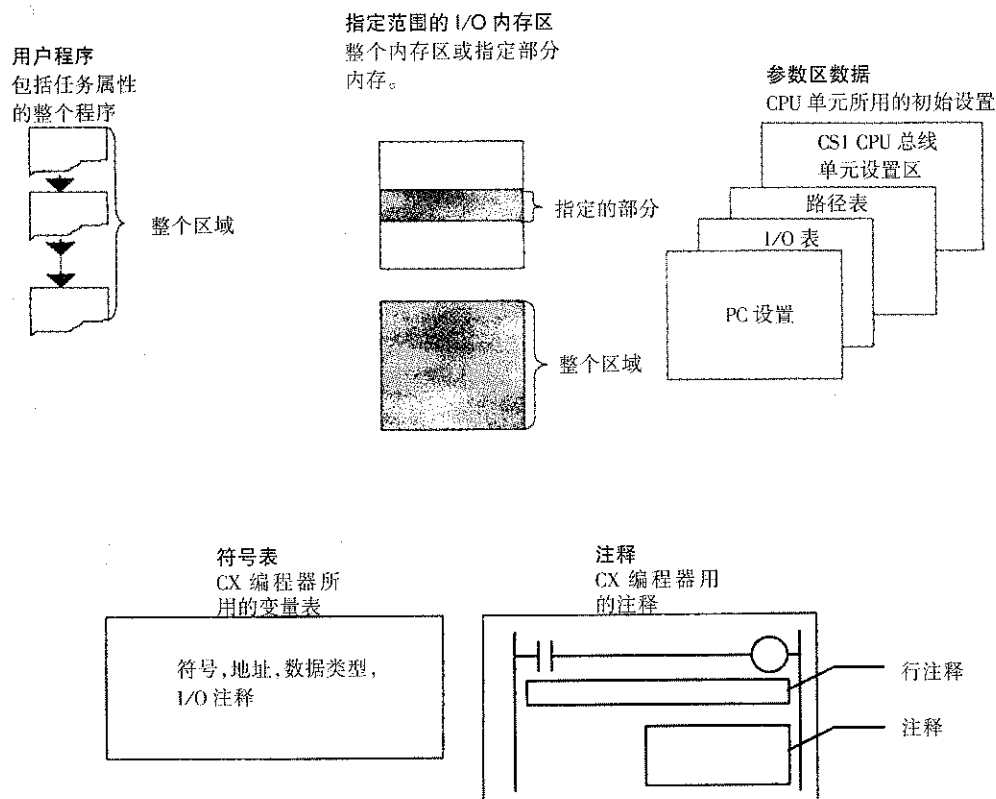 用户程序
包括任务属性
的整个程序
整个区域
指定范围的 I/O 内存区
整个内存区或指定部分
内存。
指定的部分
整个区域
参数区数据
CPU 单元所用的初始设置
CS1 CPU 总线
单元设置区
路径表
I/O 表
PC 设置
符号表
CX 编程器所
用的变量表
符号,地址,数据类型,
I/O 注释
注释
CX 编程器用
的注释
行注释
注释